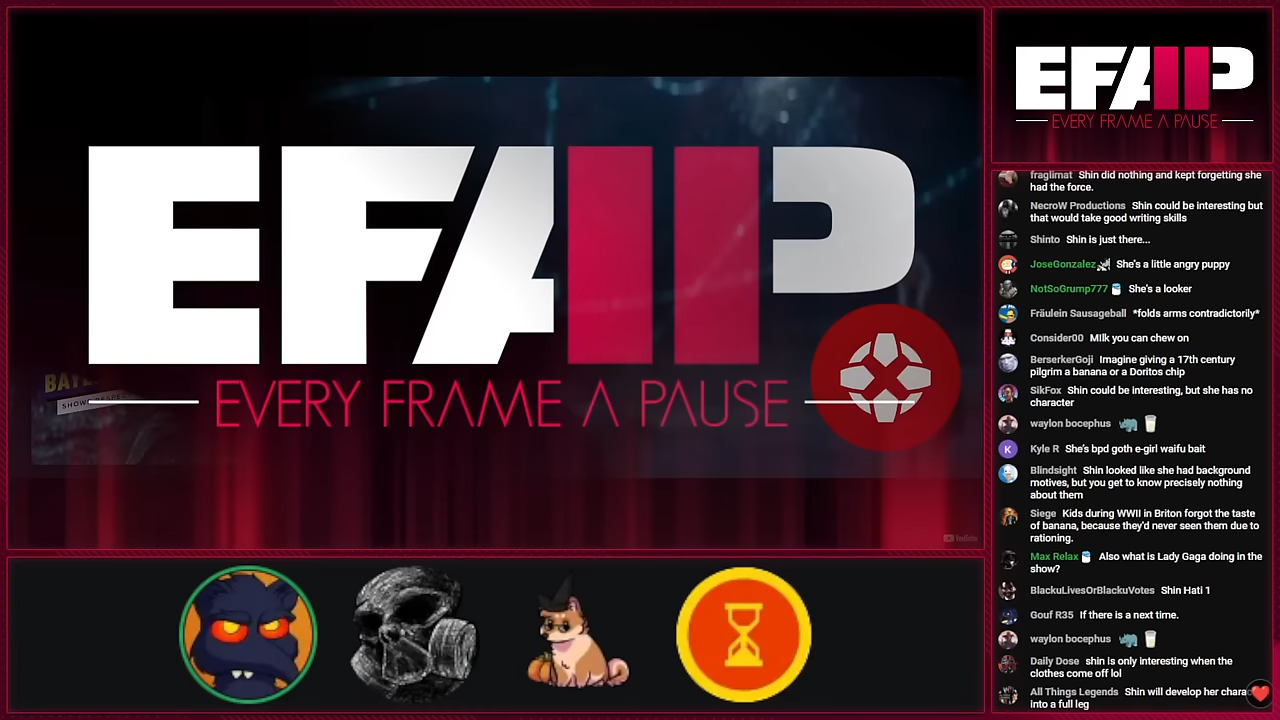 EFAP
EVERY FRAME A PAUSE
SHOW
YouTube
EFAP
EVERY FRAME A PAUSE
fraglimat Shin did nothing and kept forgetting she
had the force.
NecroW Productions Shin could be interesting but
that would take good writing skills
Shinto Shin is just there...
JoseGonzalez She's a little angry puppy
NotSoGrump777 She's a looker
Fräulein Sausageball *folds arms contradictorily*
Consider00 MIlk you can chew on
BerserkerGoji Imagine giving a 17th century
pilgrim a banana or a Doritos chip
SikFox Shin could be interesting, but she has no
character
waylon bocephus
K
Kyle R She's bpd goth e-girl waifu bait
Blindsight Shin looked like she had background
motives, but you get to know precisely nothing
about them
Siege Kids during WWII in Briton forgot the taste
of banana, because they'd never seen them due to
rationing.
Max Relax Also what is Lady Gaga doing in the
show?
BlackuLivesOrBlackuVotes Shin Hati 1
Gouf R35 If there is a next time.
waylon bocephus
Daily Dose shin is only interesting when the
clothes come off lol
All Things Legends Shin will develop her charac
into a full leg